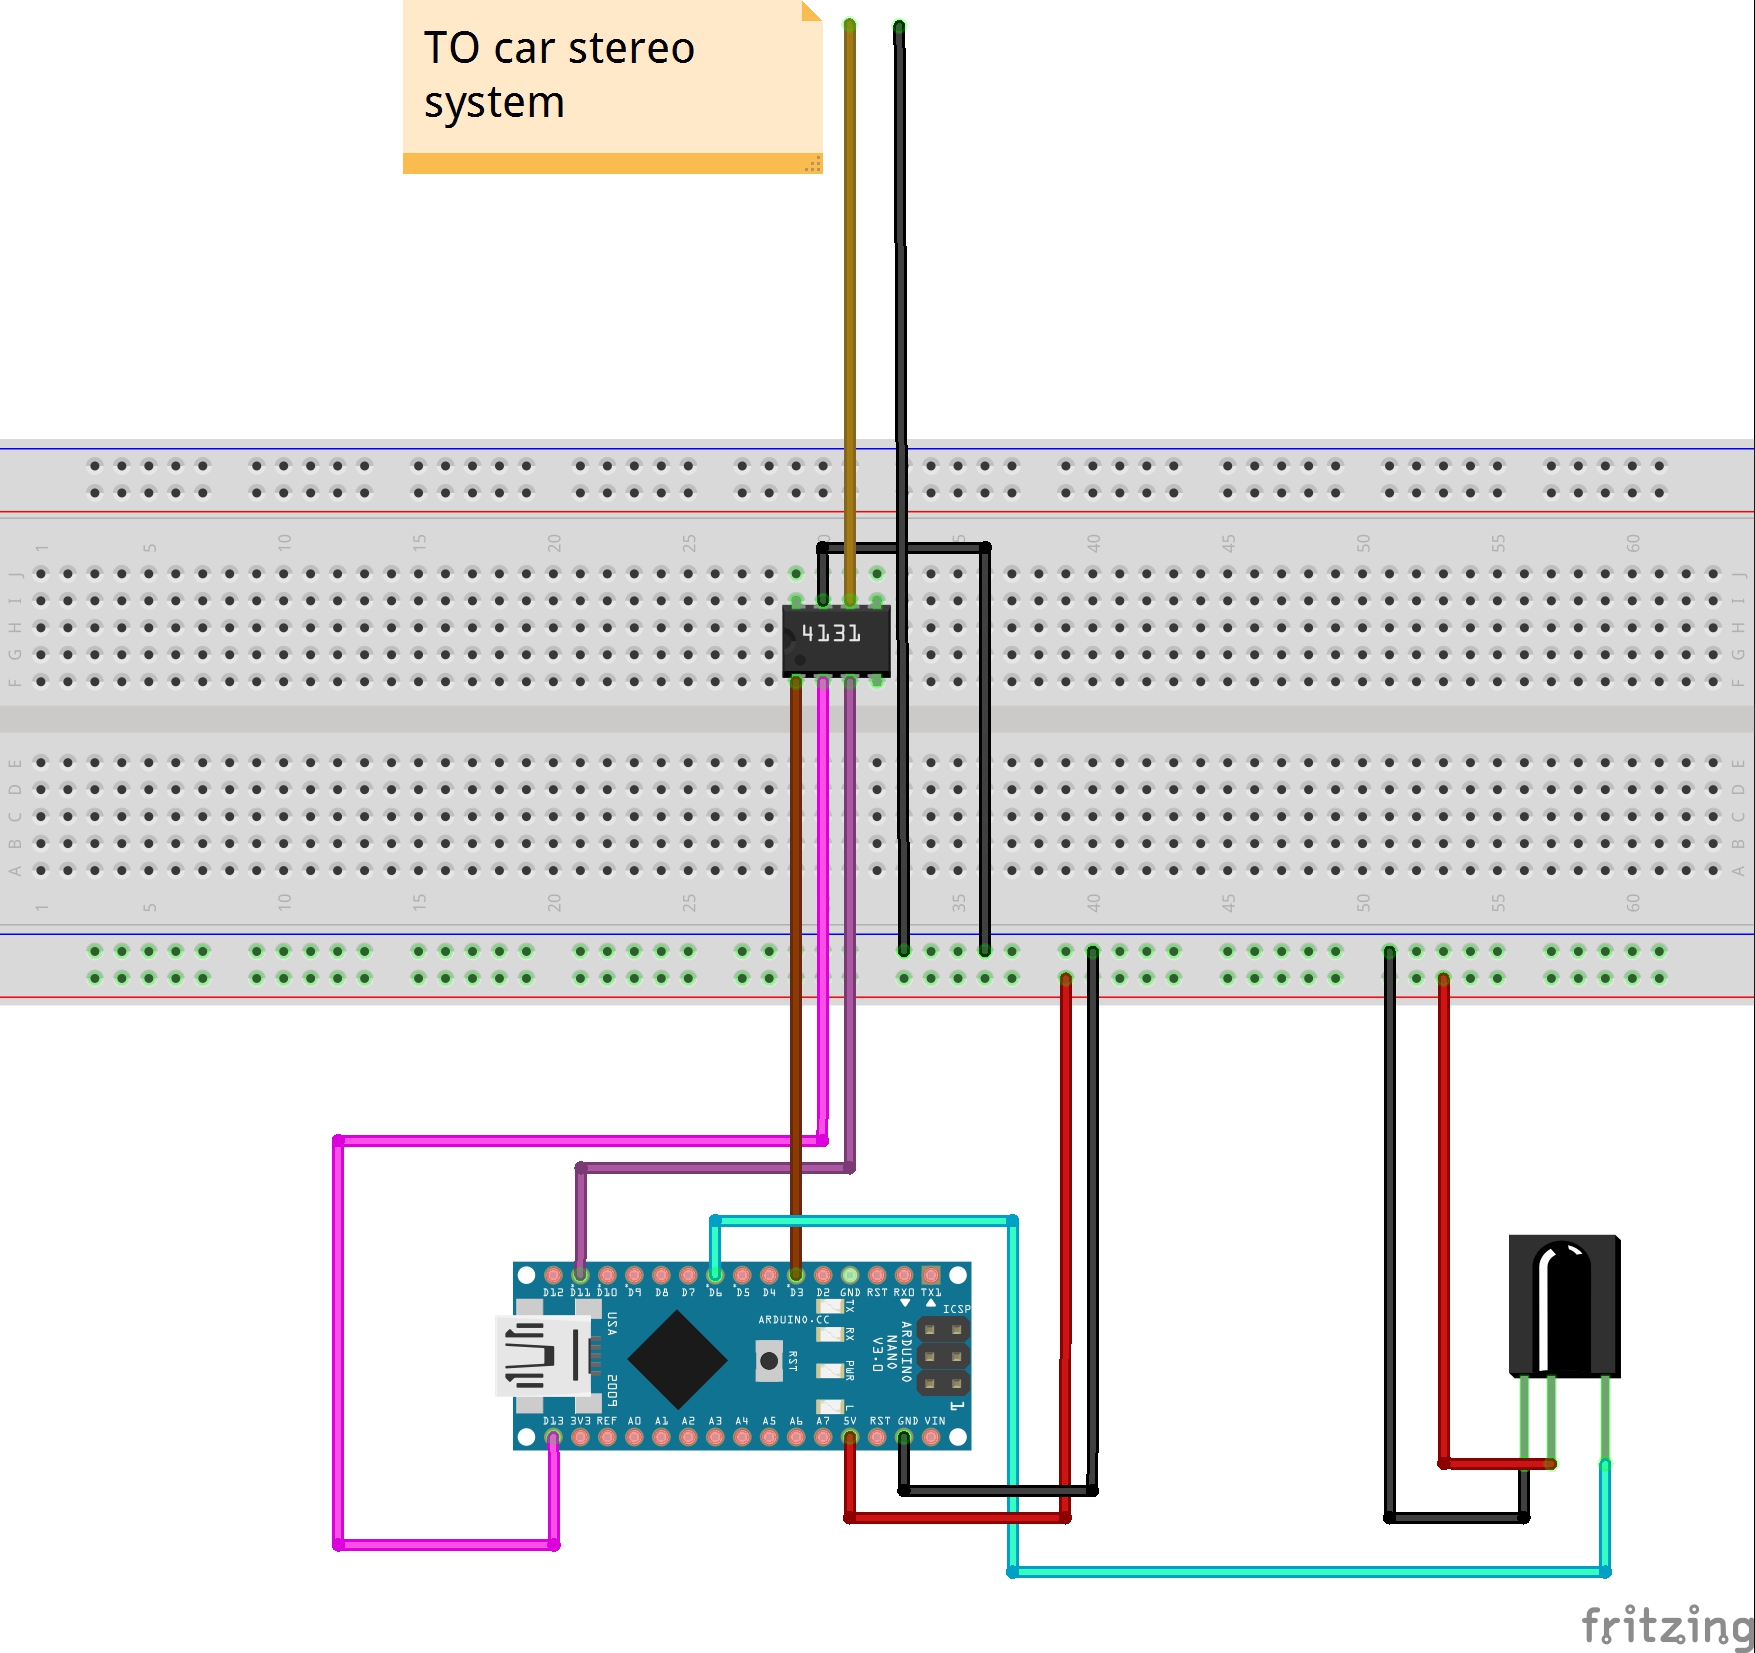 TO car stereo
system
1 5 10 15 20 25 35 40 45 50 55 60
J J
I I
4131
H H
G G
F F
E E
D D
C C
B B
A A
1 5 10 15 20 25 35 40 45 50 55 60
D12 D11 D10 D9 D8 D7 D6 D5 D4 D3 D2 GND RST RX0 TX1
TX
ICSP
ARDUINO.CC
USA
RX
ARDUINO
NANO
V3.0
RST
PWR
2005
L
1
D13 3V3 REF A0 A1 A2 A3 A4 A5 A6 A7 5V RST GND VIN
fritzing